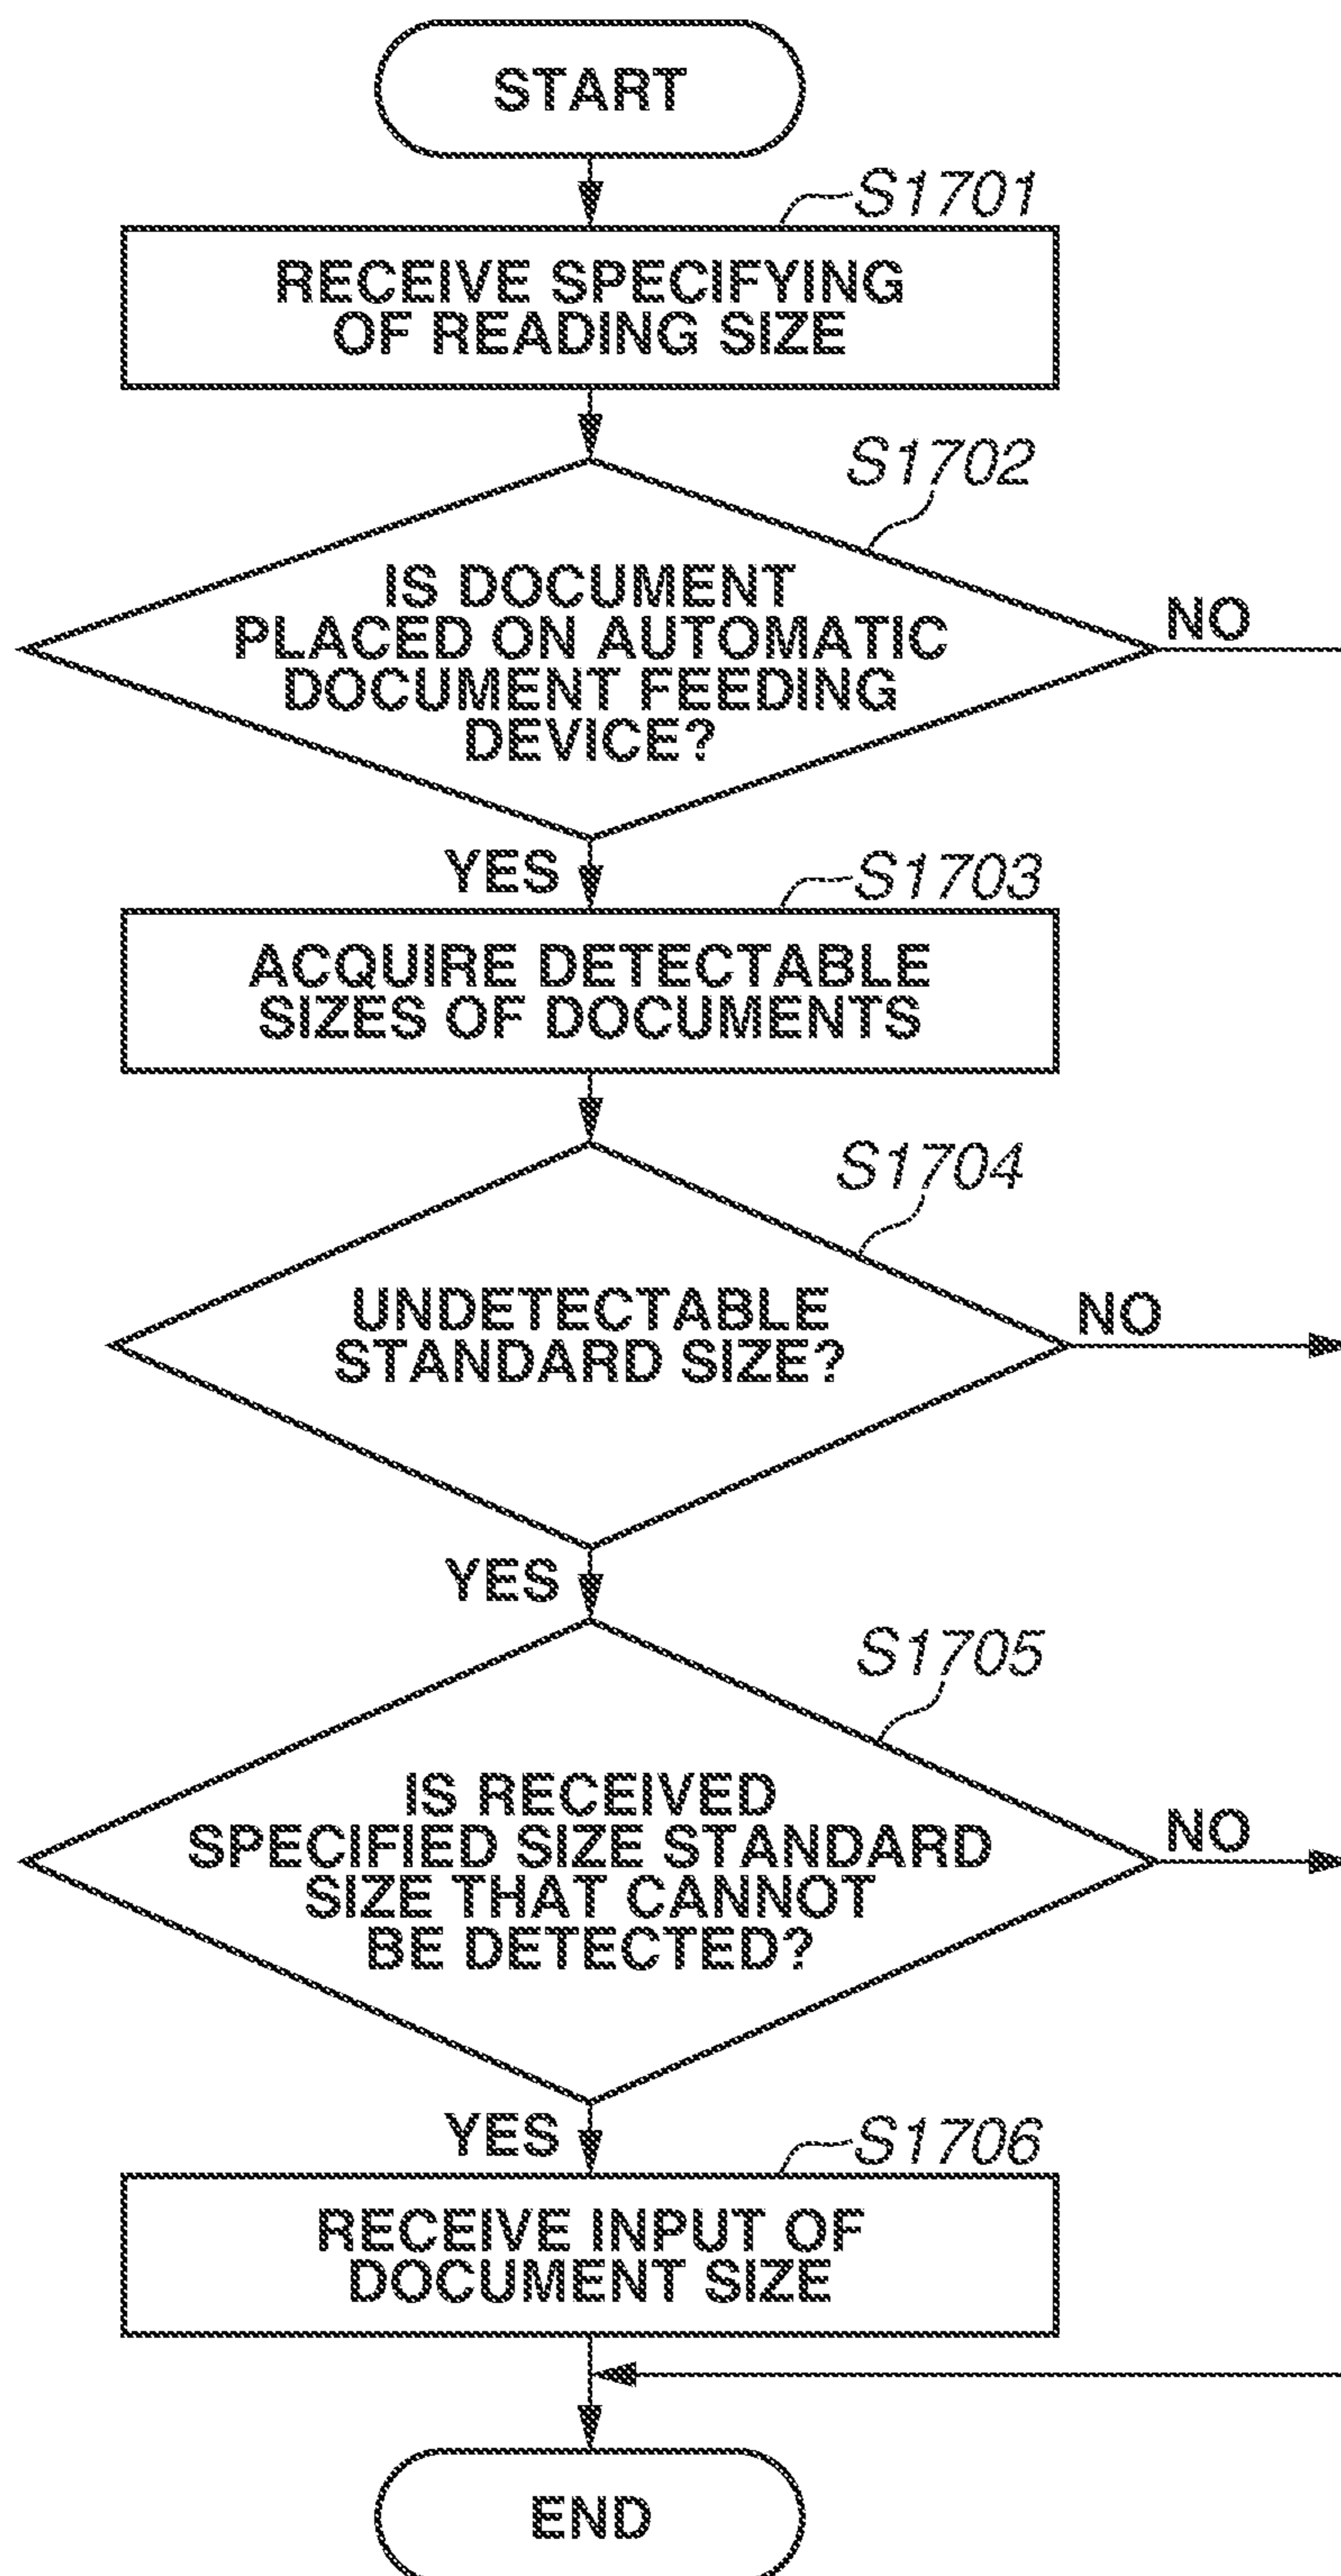 START
S1701
RECEIVE SPECIFYING
OF READING SIZE
S1702
IS DOCUMENT
PLACED ON AUTOMATIC
DOCUMENT FEEDING
DEVICE?
NO
YES
S1703
ACQUIRE DETECTABLE
SIZES OF DOCUMENTS
S1704
UNDETECTABLE
STANDARD SIZE?
NO
YES
S1705
IS RECEIVED
SPECIFIED SIZE STANDARD
SIZE THAT CANNOT
BE DETECTED?
NO
YES
S1706
RECEIVE INPUT OF
DOCUMENT SIZE
END